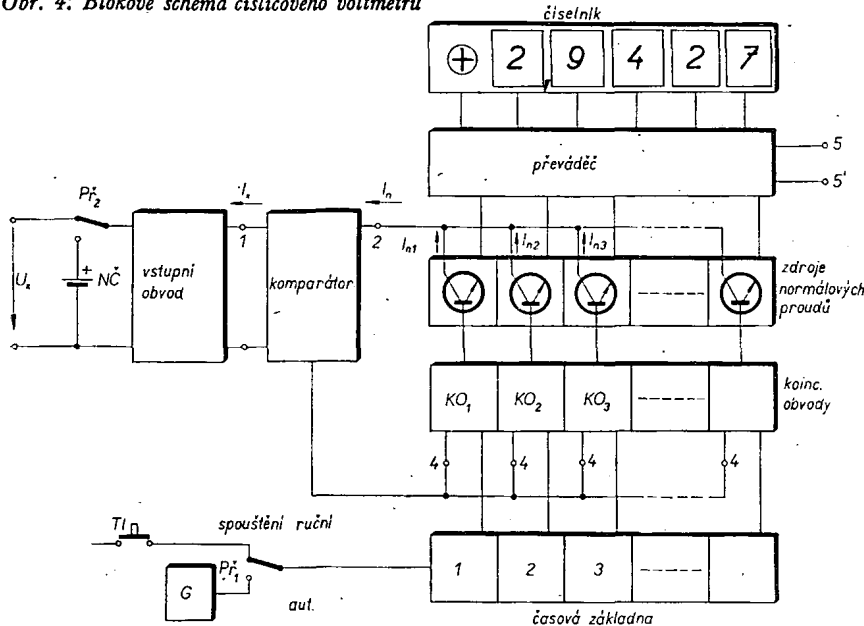 Obr. 4. Blokové schéma číslicového voltmetru
číselník
+ 2 9 4 2 7
převáděč
5
5'
Př₂
Iₓ
Iₙ
1
2
Uₓ
+
NČ
vstupní
obvod
komparátor
Iₙ₁
Iₙ₂
Iₙ₃
zdroje
normálových
proudů
KO₁
KO₂
KO₃
koinc.
obvody
4
4
4
4
Tl
spouštění ruční
Př₁
G
aut.
1
2
3
časová základna